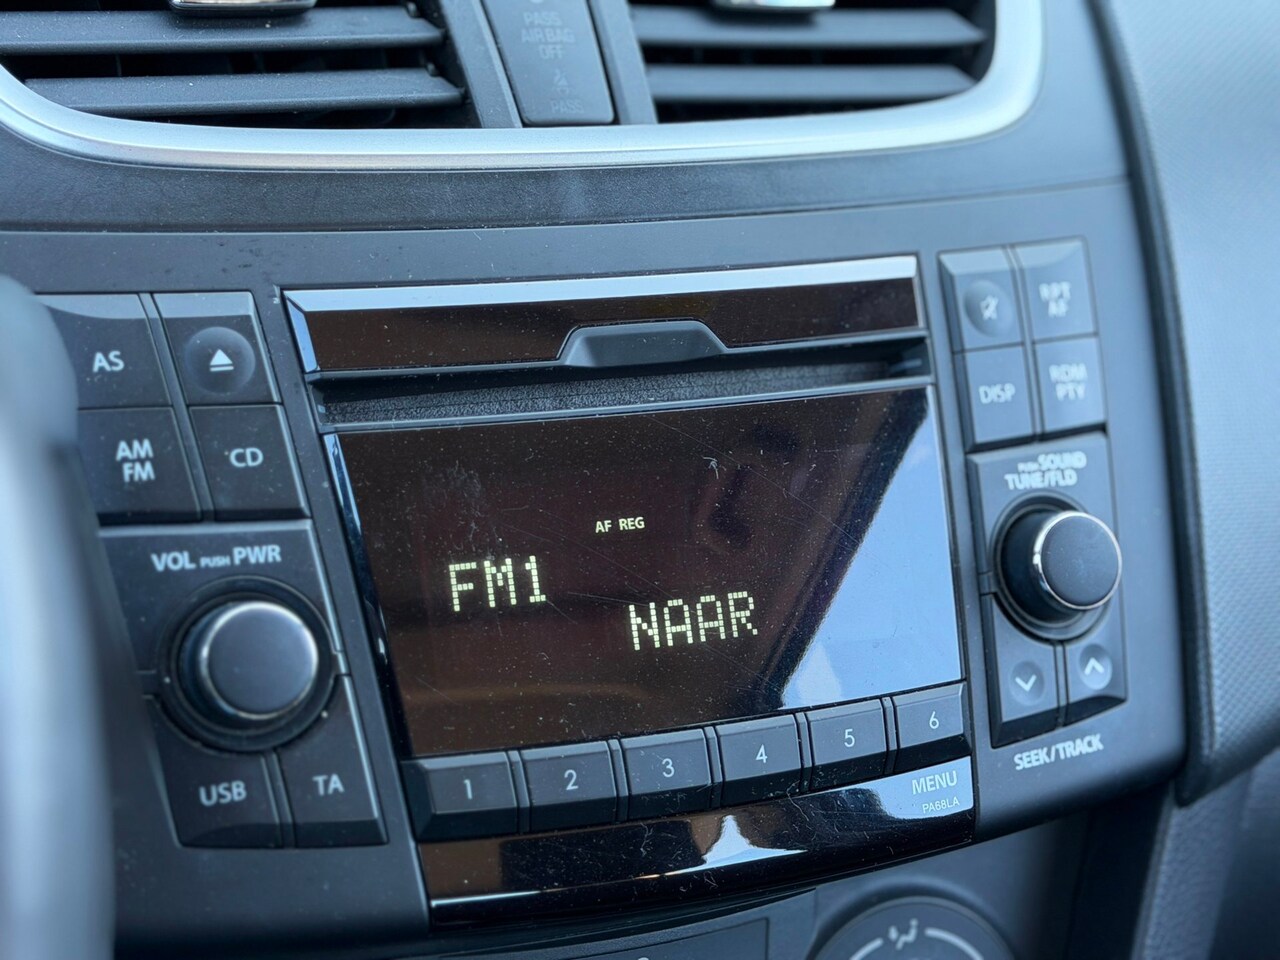 PASS
AIR BAG
OFF
PASS
AS
AM
FM
CD
VOL PUSH PWR
USB
TA
AF REG
FM1
NAAR
1
2
3
4
5
6
MENU
PA68LA
RPT
AF
DISP
RDM
PTY
PUSH SOUND
TUNE/FLD
SEEK/TRACK